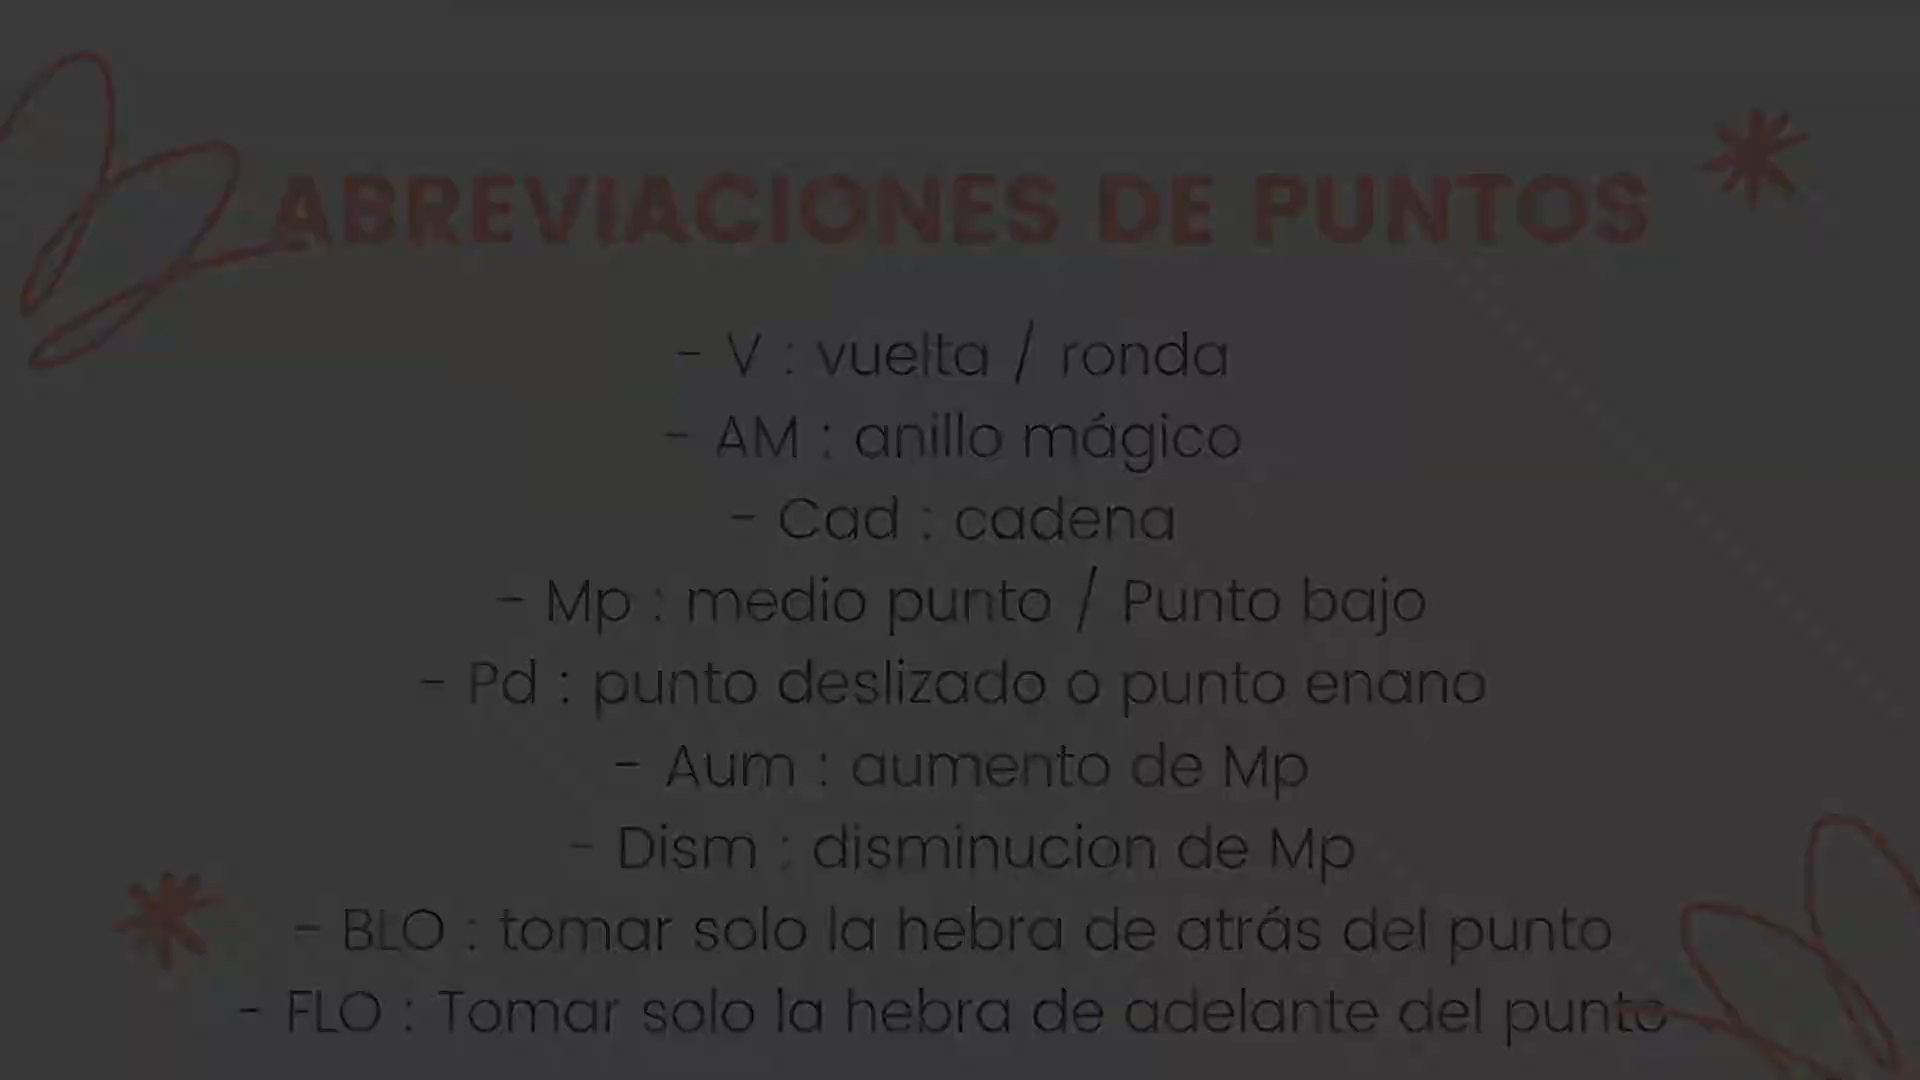 ABREVIACIONES DE PUNTOS
- V : vuelta / ronda
- AM : anillo mágico
- Cad : cadena
- Mp : medio punto / Punto bajo
- Pd : punto deslizado o punto enano
- Aum : aumento de Mp
- Dism : disminucion de Mp
- BLO : tomar solo la hebra de atrás del punto
- FLO : Tomar solo la hebra de adelante del punto